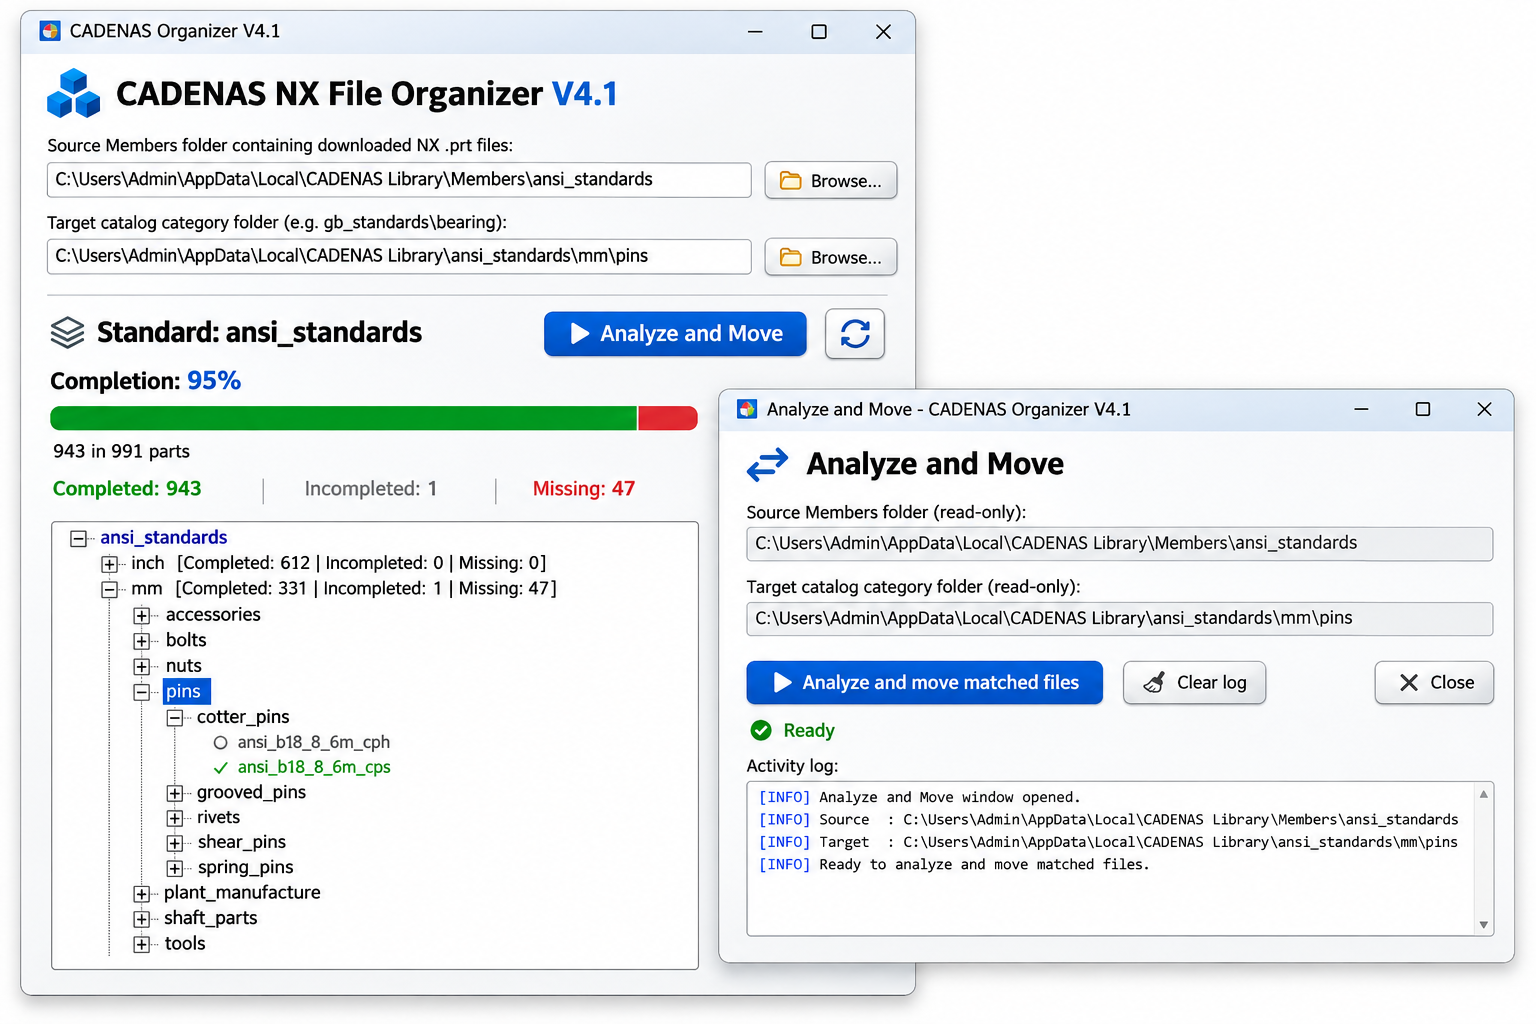 CADENAS Organizer V4.1
CADENAS NX File Organizer V4.1
Source Members folder containing downloaded NX .prt files:
C:\Users\Admin\AppData\Local\CADENAS Library\Members\ansi_standards
Browse...
Target catalog category folder (e.g. gb_standards\bearing):
C:\Users\Admin\AppData\Local\CADENAS Library\ansi_standards\mm\pins
Browse...
Standard: ansi_standards
Analyze and Move
Completion: 95%
943 in 991 parts
Completed: 943
Incompleted: 1
Missing: 47
ansi_standards
inch [Completed: 612 | Incompleted: 0 | Missing: 0]
mm [Completed: 331 | Incompleted: 1 | Missing: 47]
accessories
bolts
nuts
pins
cotter_pins
ansi_b18_8_6m_cph
ansi_b18_8_6m_cps
grooved_pins
rivets
shear_pins
spring_pins
plant_manufacture
shaft_parts
tools
Analyze and Move - CADENAS Organizer V4.1
Analyze and Move
Source Members folder (read-only):
C:\Users\Admin\AppData\Local\CADENAS Library\Members\ansi_standards
Target catalog category folder (read-only):
C:\Users\Admin\AppData\Local\CADENAS Library\ansi_standards\mm\pins
Analyze and move matched files
Clear log
Close
Ready
Activity log:
[INFO] Analyze and Move window opened.
[INFO] Source : C:\Users\Admin\AppData\Local\CADENAS Library\Members\ansi_standards
[INFO] Target : C:\Users\Admin\AppData\Local\CADENAS Library\ansi_standards\mm\pins
[INFO] Ready to analyze and move matched files.